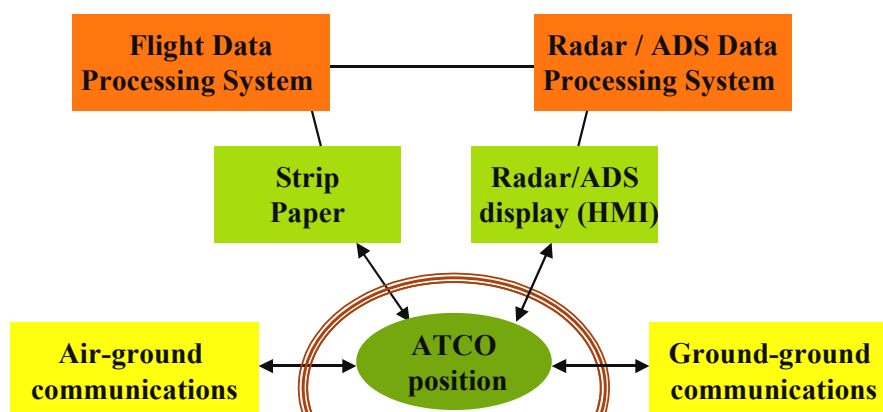 Flight Data
Processing System
Radar / ADS Data
Processing System
Strip
Paper
Radar/ADS
display (HMI)
Air-ground
communications
ATCO
position
Ground-ground
communications